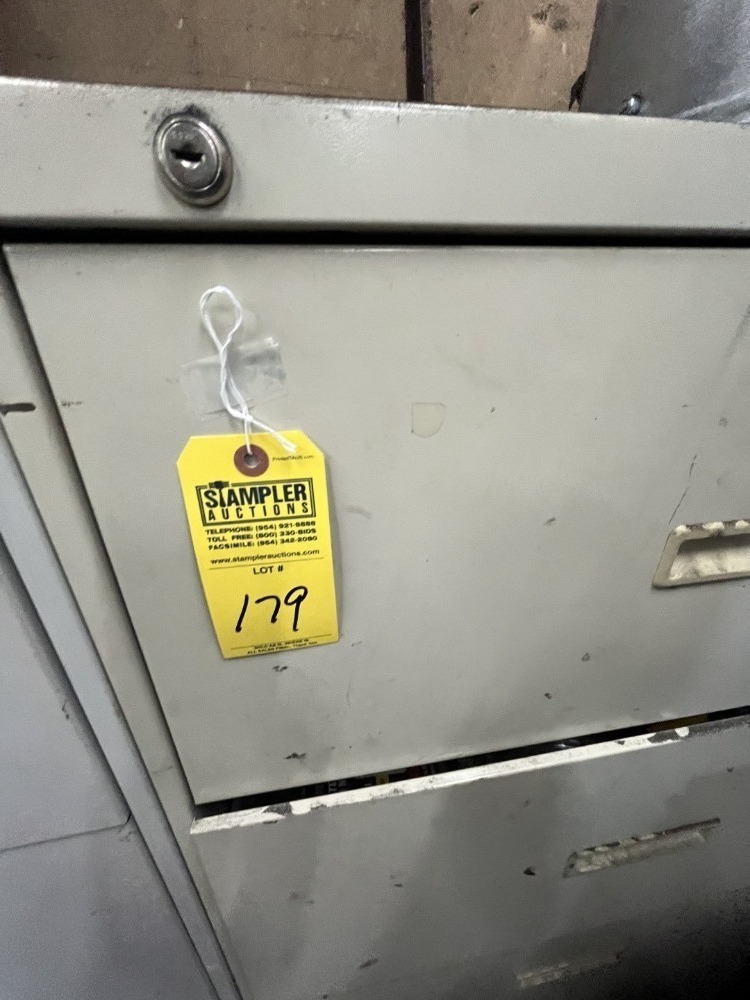 STAMPLER
AUCTIONS
TELEPHONE: (954) 921-8888
TOLL FREE: (800) 330-BIDS
FACSIMILE: (954) 342-2080
www.stamplerauctions.com
LOT #
179